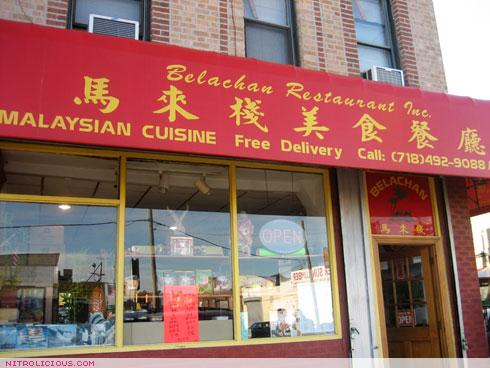 Belachan Restaurant Inc.
馬來棧美食餐廳
MALAYSIAN CUISINE Free Delivery Call: (718)492-9088
OPEN
BELACHAN
馬來棧
OPEN
NITROLICIOUS.COM